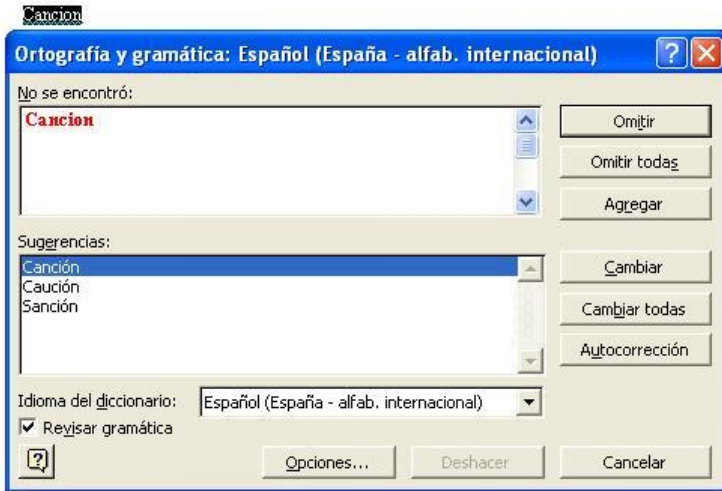 Cancion
Ortografía y gramática: Español (España - alfab. internacional)
No se encontró:
Cancion
Omitir
Omitir todas
Agregar
Sugerencias:
Canción
Caución
Sanción
Cambiar
Cambiar todas
Autocorrección
Idioma del diccionario: Español (España - alfab. internacional)
Revisar gramática
Opciones... Deshacer Cancelar